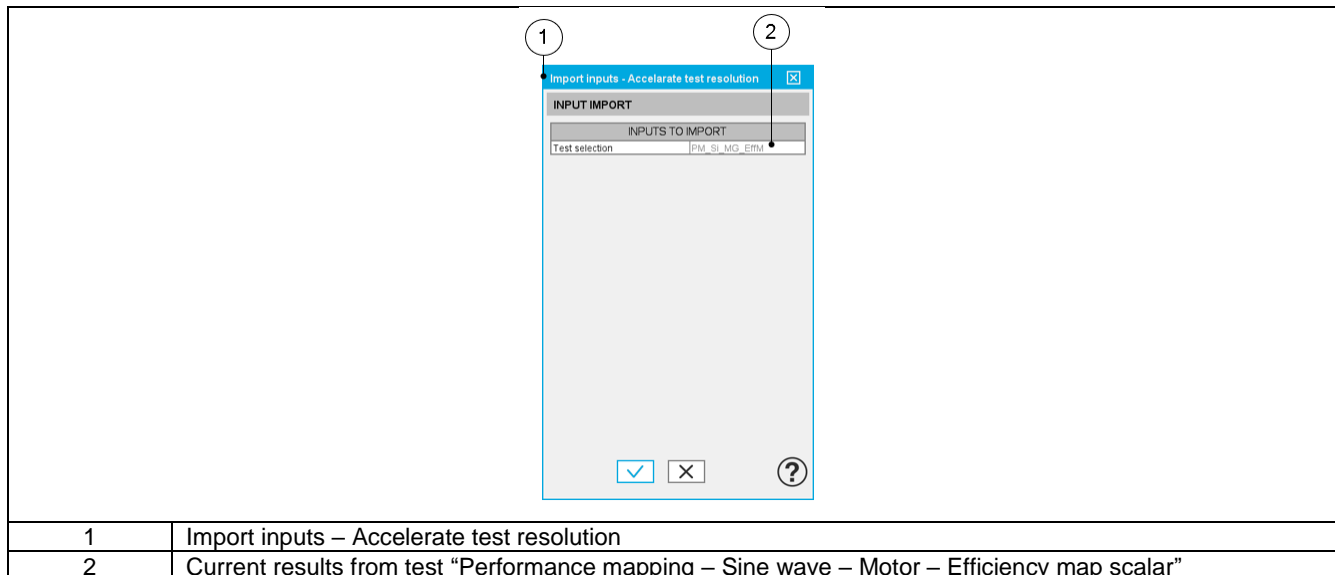 1
2
Import inputs - Accelarate test resolution
INPUT IMPORT
INPUTS TO IMPORT
Test selection PM_Si_MG_EffM
?
1 Import inputs – Accelerate test resolution
2 Current results from test “Performance mapping – Sine wave – Motor – Efficiency map scalar”